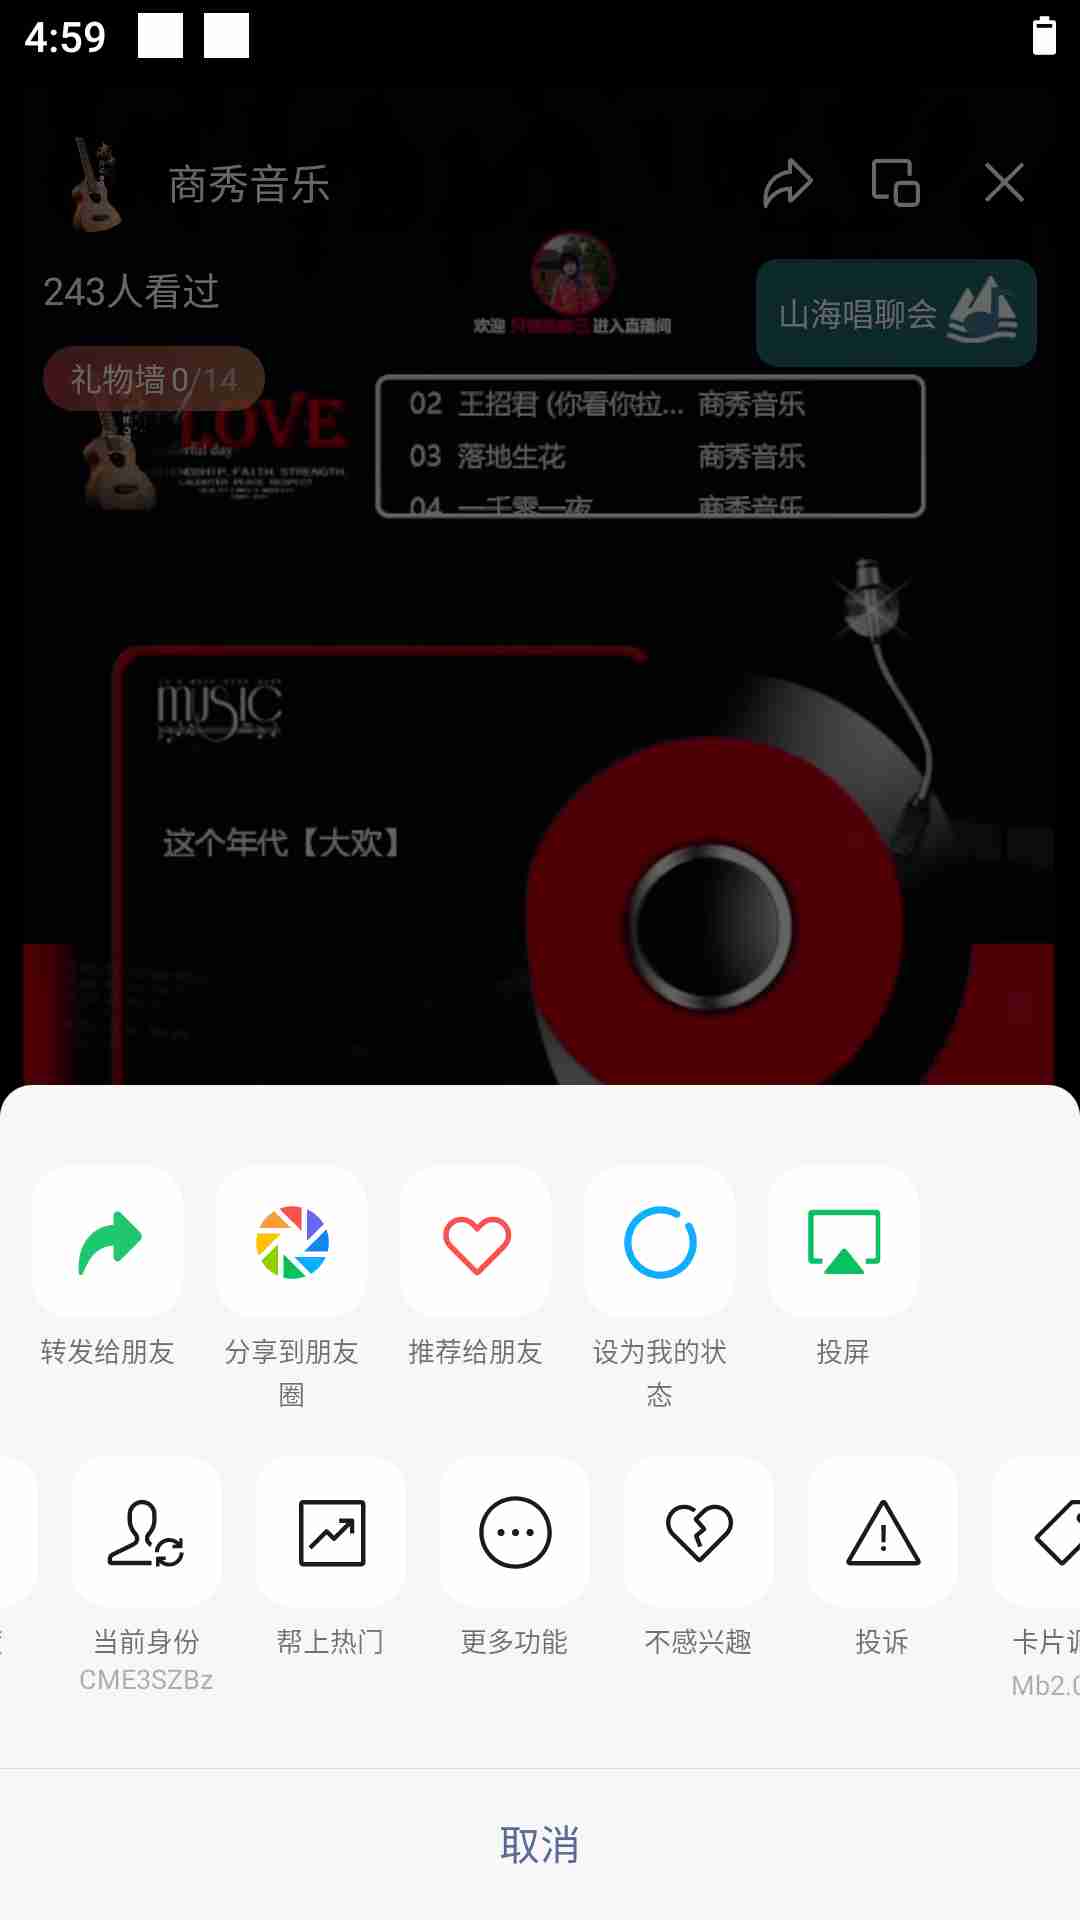 4:59
商秀音乐
243人看过
欢迎
进入直播间
山海唱聊会
礼物墙 0/14
LOVE
02 王招君 (你看你拉... 商秀音乐
03 落地生花 商秀音乐
04 一千零一夜 商秀音乐
MUSIC
这个年代【大欢】
转发给朋友
分享到朋友
圈
推荐给朋友
设为我的状
态
投屏
当前身份
CME3SZBz
帮上热门
更多功能
不感兴趣
投诉
卡片
Mb2.0
取消